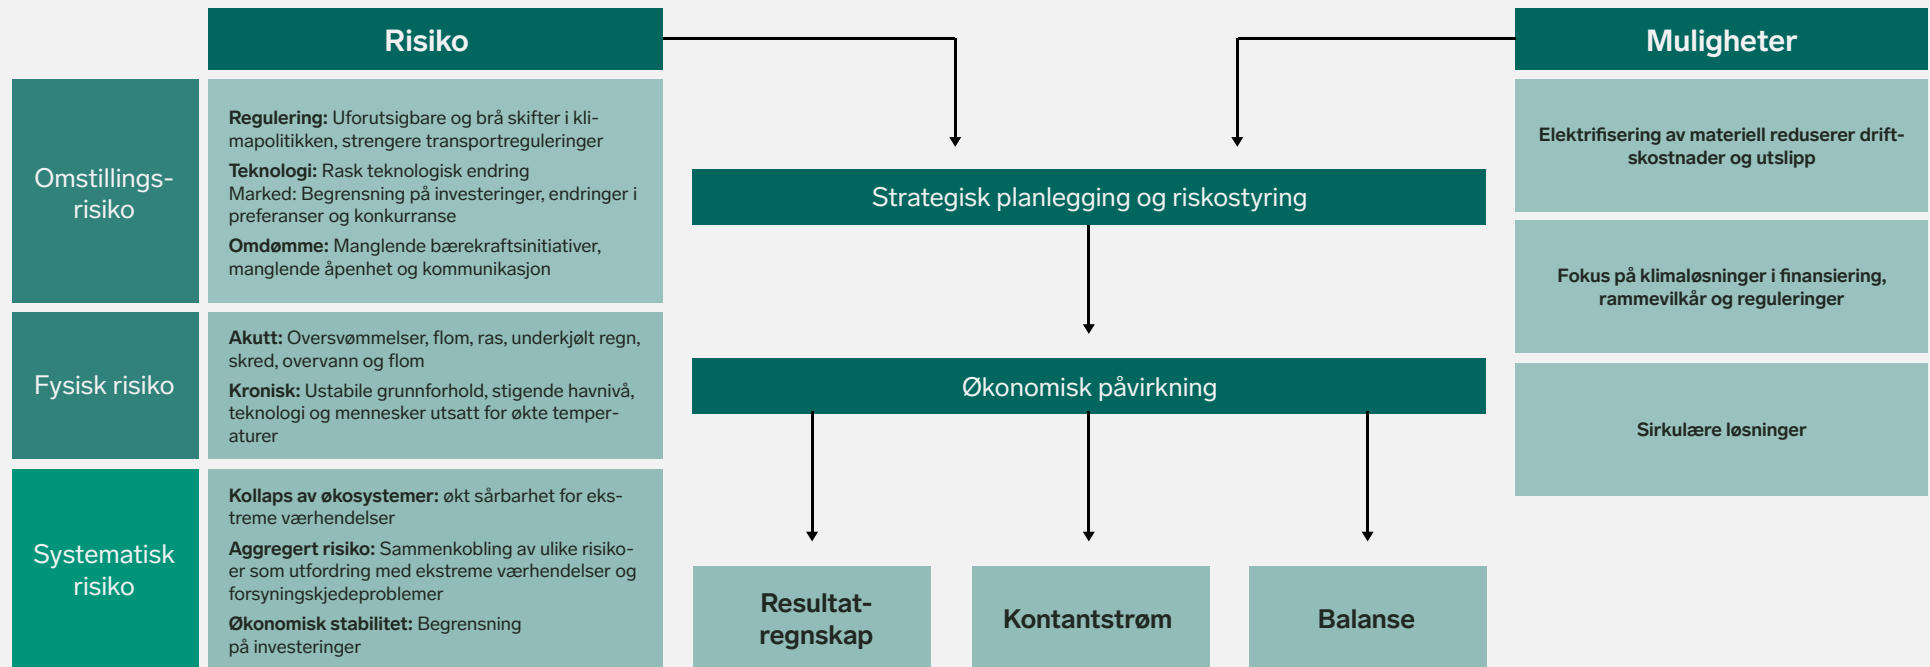 Risiko
Omstillings-
risiko
Regulering: Uforutsigbare og brå skifter i kli-
mapolitikken, strengere transportreguleringer
Teknologi: Rask teknologisk endring
Marked: Begrensning på investeringer, endringer i
preferanser og konkurranse
Omdømme: Manglende bærekraftsinitiativer,
manglende åpenhet og kommunikasjon
Fysisk risiko
Akutt: Oversvømmelser, flom, ras, underkjølt regn,
skred, overvann og flom
Kronisk: Ustabile grunnforhold, stigende havnivå,
teknologi og mennesker utsatt for økte temper-
aturer
Systematisk
risiko
Kollaps av økosystemer: økt sårbarhet for eks-
treme værhendelser
Aggregert risiko: Sammenkobling av ulike risiko-
er som utfordring med ekstreme værhendelser og
forsyningskjedeproblemer
Økonomisk stabilitet: Begrensning
på investeringer
Strategisk planlegging og riskostyring
Økonomisk påvirkning
Resultat-
regnskap
Kontantstrøm
Balanse
Muligheter
Elektrifisering av materiell reduserer drift-
skostnader og utslipp
Fokus på klimaløsninger i finansiering,
rammevilkår og reguleringer
Sirkulære løsninger